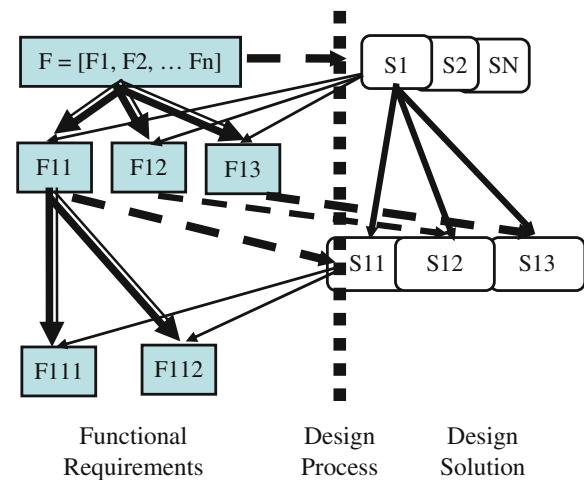 F = [F1, F2, … Fn]
S1
S2
SN
F11
F12
F13
S11
S12
S13
F111
F112
Functional
Requirements
Design
Process
Design
Solution